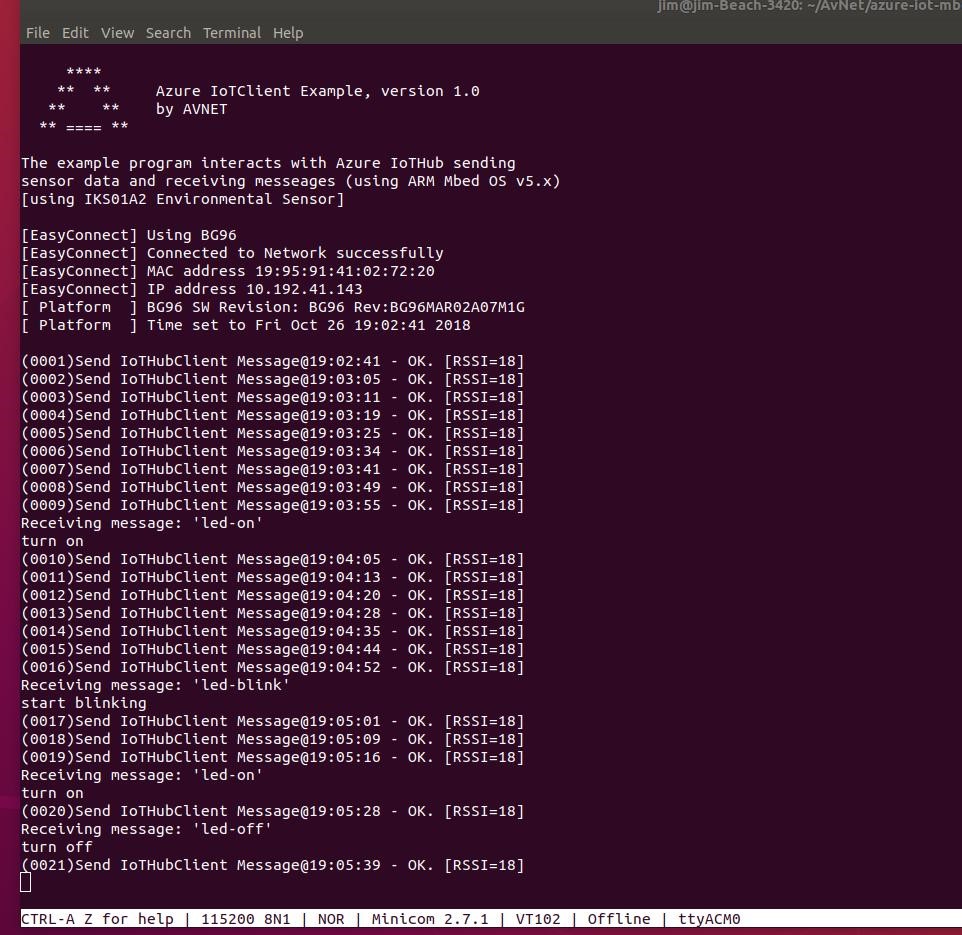 jim@jim-Beach-3420: ~/AvNet/azure-iot-mb
File Edit View Search Terminal Help
****
** **     Azure IoTClient Example, version 1.0
** **     by AVNET
** ==== **
The example program interacts with Azure IoTHub sending
sensor data and receiving messeages (using ARM Mbed OS v5.x)
[using IKS01A2 Environmental Sensor]
[EasyConnect] Using BG96
[EasyConnect] Connected to Network successfully
[EasyConnect] MAC address 19:95:91:41:02:72:20
[EasyConnect] IP address 10.192.41.143
[ Platform  ] BG96 SW Revision: BG96 Rev:BG96MAR02A07M1G
[ Platform  ] Time set to Fri Oct 26 19:02:41 2018
(0001)Send IoTHubClient Message@19:02:41 - OK. [RSSI=18]
(0002)Send IoTHubClient Message@19:03:05 - OK. [RSSI=18]
(0003)Send IoTHubClient Message@19:03:11 - OK. [RSSI=18]
(0004)Send IoTHubClient Message@19:03:19 - OK. [RSSI=18]
(0005)Send IoTHubClient Message@19:03:25 - OK. [RSSI=18]
(0006)Send IoTHubClient Message@19:03:34 - OK. [RSSI=18]
(0007)Send IoTHubClient Message@19:03:41 - OK. [RSSI=18]
(0008)Send IoTHubClient Message@19:03:49 - OK. [RSSI=18]
(0009)Send IoTHubClient Message@19:03:55 - OK. [RSSI=18]
Receiving message: 'led-on'
turn on
(0010)Send IoTHubClient Message@19:04:05 - OK. [RSSI=18]
(0011)Send IoTHubClient Message@19:04:13 - OK. [RSSI=18]
(0012)Send IoTHubClient Message@19:04:20 - OK. [RSSI=18]
(0013)Send IoTHubClient Message@19:04:28 - OK. [RSSI=18]
(0014)Send IoTHubClient Message@19:04:35 - OK. [RSSI=18]
(0015)Send IoTHubClient Message@19:04:44 - OK. [RSSI=18]
(0016)Send IoTHubClient Message@19:04:52 - OK. [RSSI=18]
Receiving message: 'led-blink'
start blinking
(0017)Send IoTHubClient Message@19:05:01 - OK. [RSSI=18]
(0018)Send IoTHubClient Message@19:05:09 - OK. [RSSI=18]
(0019)Send IoTHubClient Message@19:05:16 - OK. [RSSI=18]
Receiving message: 'led-on'
turn on
(0020)Send IoTHubClient Message@19:05:28 - OK. [RSSI=18]
Receiving message: 'led-off'
turn off
(0021)Send IoTHubClient Message@19:05:39 - OK. [RSSI=18]
CTRL-A Z for help | 115200 8N1 | NOR | Minicom 2.7.1 | VT102 | Offline | ttyACM0